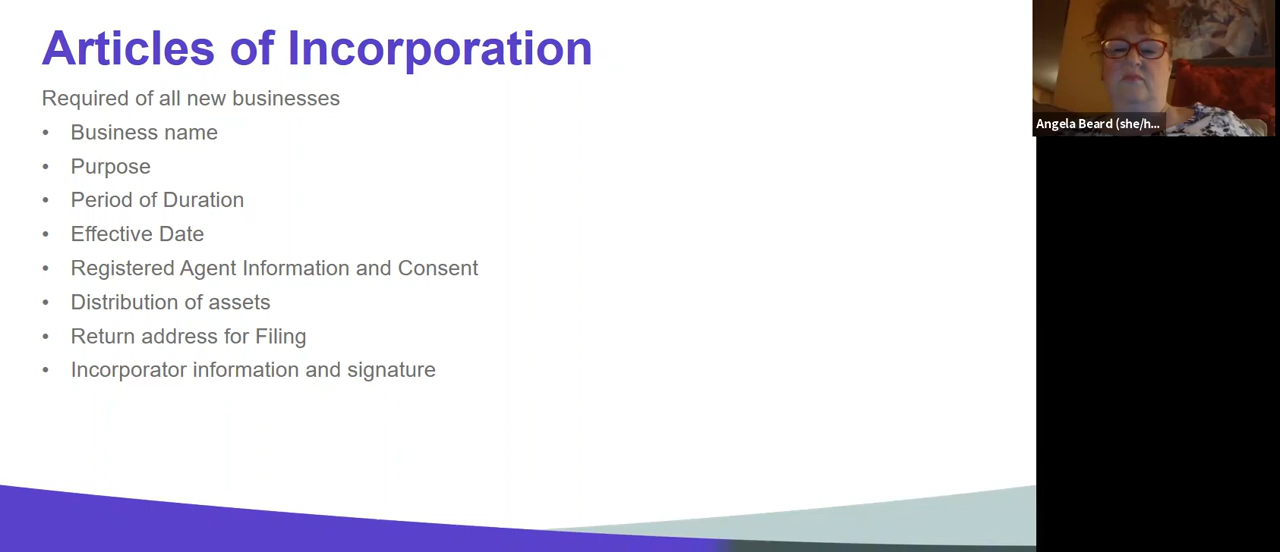 Articles of Incorporation
Required of all new businesses
• Business name
• Purpose
• Period of Duration
• Effective Date
• Registered Agent Information and Consent
• Distribution of assets
• Return address for Filing
• Incorporator information and signature
Angela Beard (she/h...